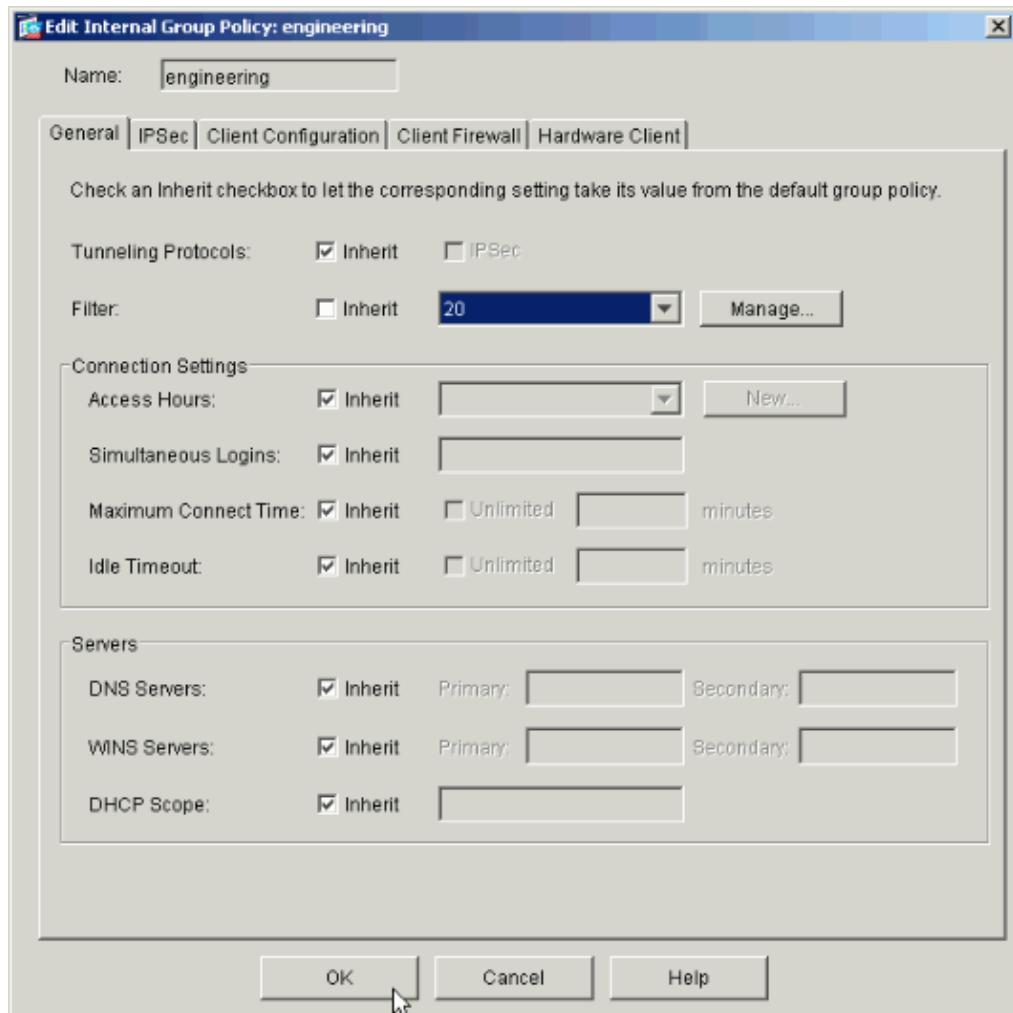 Edit Internal Group Policy: engineering
Name: engineering
General IPSec Client Configuration Client Firewall Hardware Client
Check an Inherit checkbox to let the corresponding setting take its value from the default group policy.
Tunneling Protocols: Inherit IPSec
Filter: Inherit 20 Manage...
Connection Settings
Access Hours: Inherit New...
Simultaneous Logins: Inherit
Maximum Connect Time: Inherit Unlimited minutes
Idle Timeout: Inherit Unlimited minutes
Servers
DNS Servers: Inherit Primary: Secondary:
WINS Servers: Inherit Primary: Secondary:
DHCP Scope: Inherit
OK Cancel Help